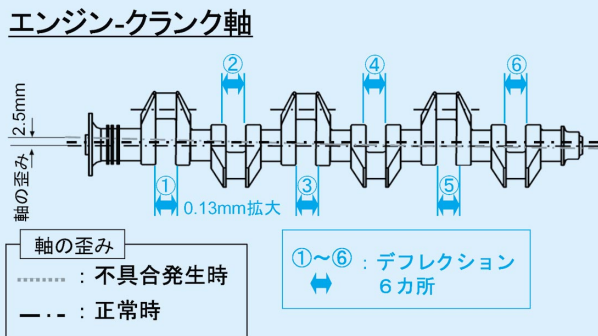 エンジン-クランク軸
② ④ ⑥
2.5mm
軸の歪み
① ③ ⑤
0.13mm拡大
軸の歪み
：不具合発生時
：正常時
①～⑥：デフレクション
６カ所